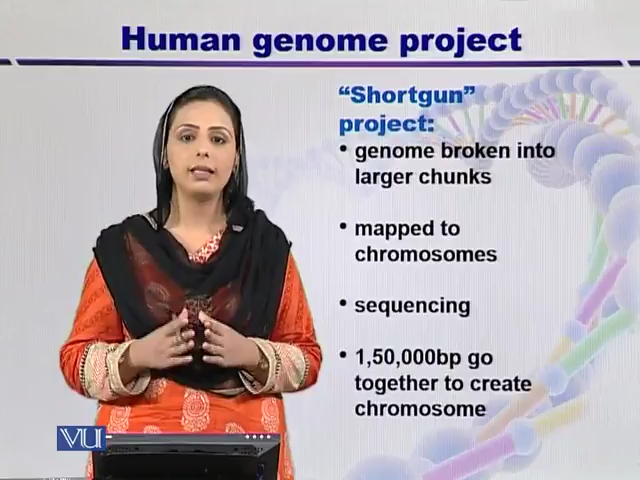 Human genome project
“Shortgun”
project:
• genome broken into
larger chunks
• mapped to
chromosomes
• sequencing
• 1,50,000bp go
together to create
chromosome
VU